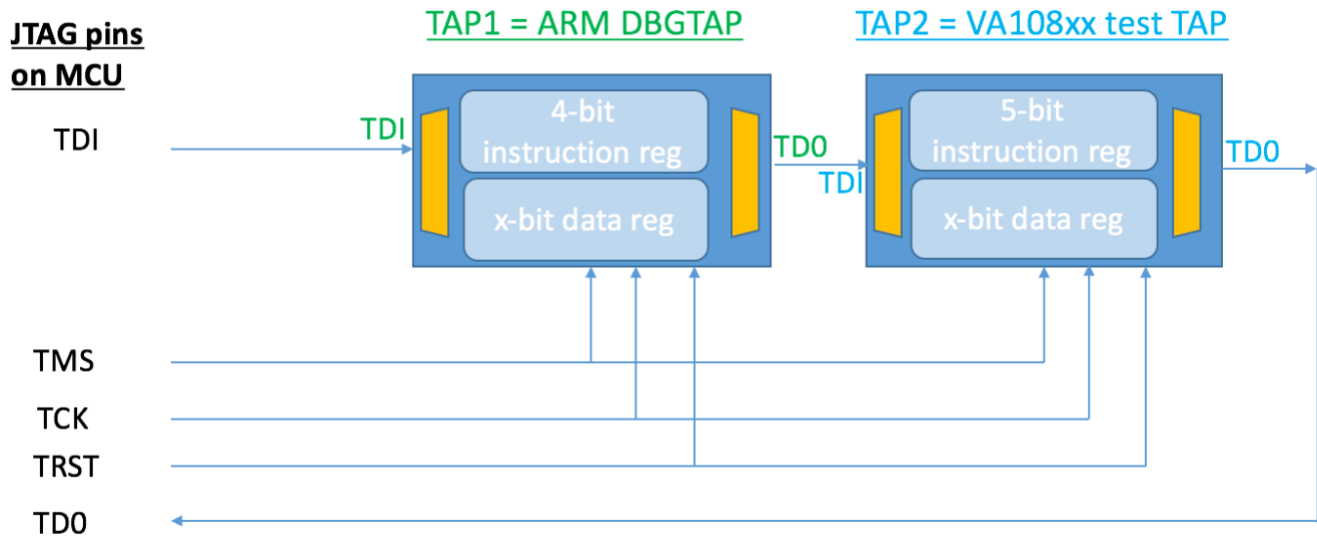 JTAG pins
on MCU
TAP1 = ARM DBGTAP
TAP2 = VA108xx test TAP
TDI
TDI
4-bit
instruction reg
x-bit data reg
TD0
TDI
5-bit
instruction reg
x-bit data reg
TD0
TMS
TCK
TRST
TD0